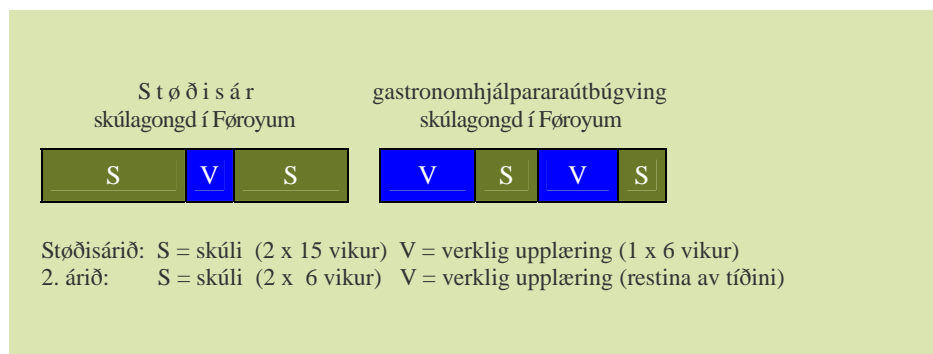 Støðisár
skúlagongd í Føroyum
gastronomhjálpararaútbúgving
skúlagongd í Føroyum
S V S
V S V S
Støðisárið: S = skúli (2 x 15 vikur) V = verklig upplæring (1 x 6 vikur)
2. árið: S = skúli (2 x 6 vikur) V = verklig upplæring (restina av tíðini)